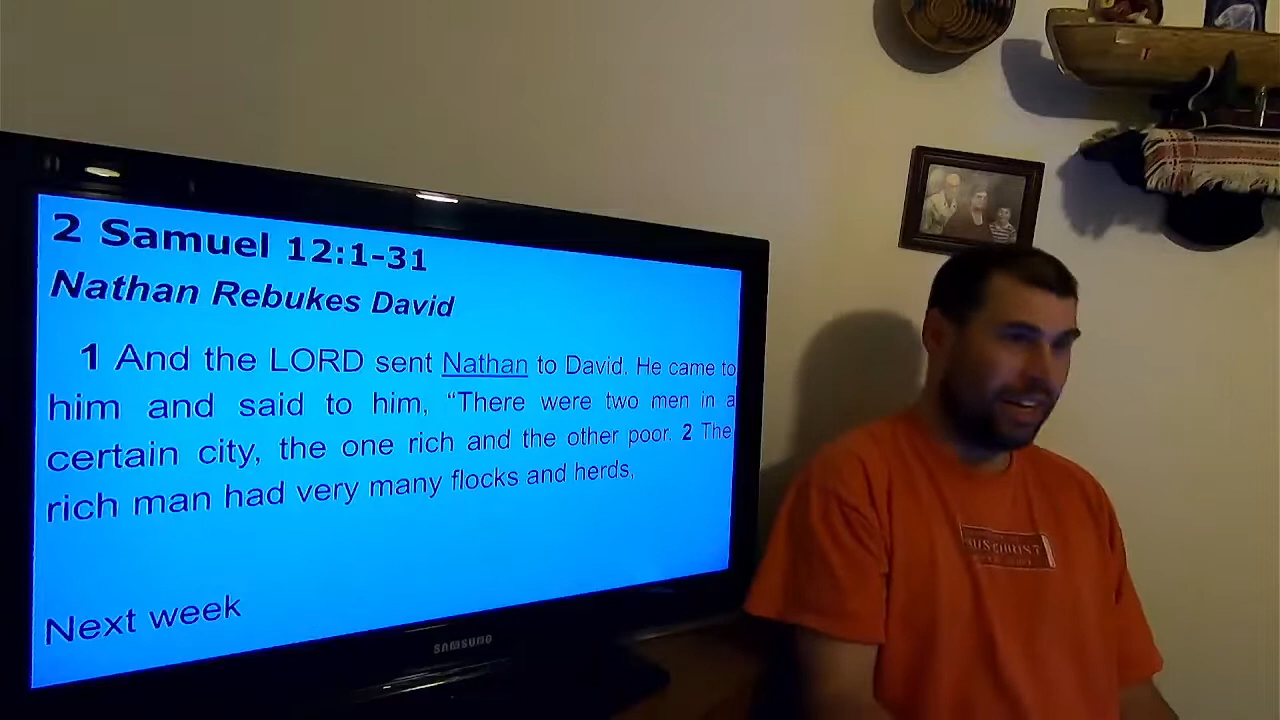 2 Samuel 12:1-31
Nathan Rebukes David
1 And the LORD sent Nathan to David. He came to
him and said to him, “There were two men in a
certain city, the one rich and the other poor. 2 The
rich man had very many flocks and herds,
Next week
SAMSUNG